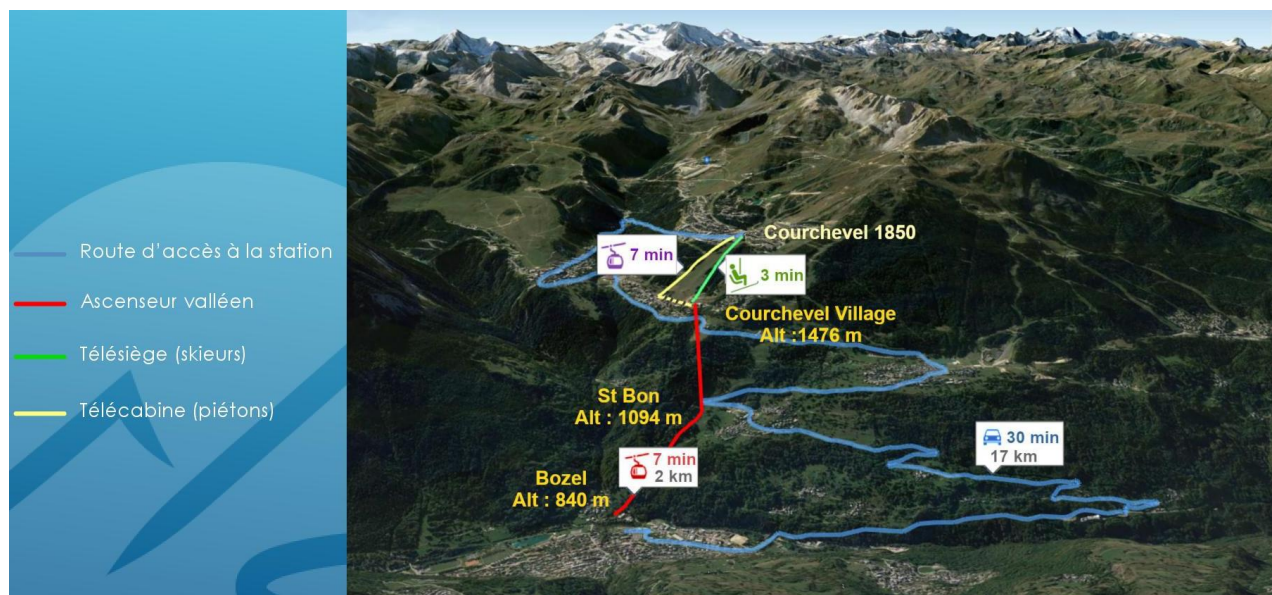 Route d'accès à la station
Ascenseur valléen
Télésiège (skieurs)
Télécabine (piétons)
Courchevel 1850
7 min
3 min
Courchevel Village
Alt :1476 m
St Bon
Alt : 1094 m
30 min
17 km
7 min
2 km
Bozel
Alt : 840 m